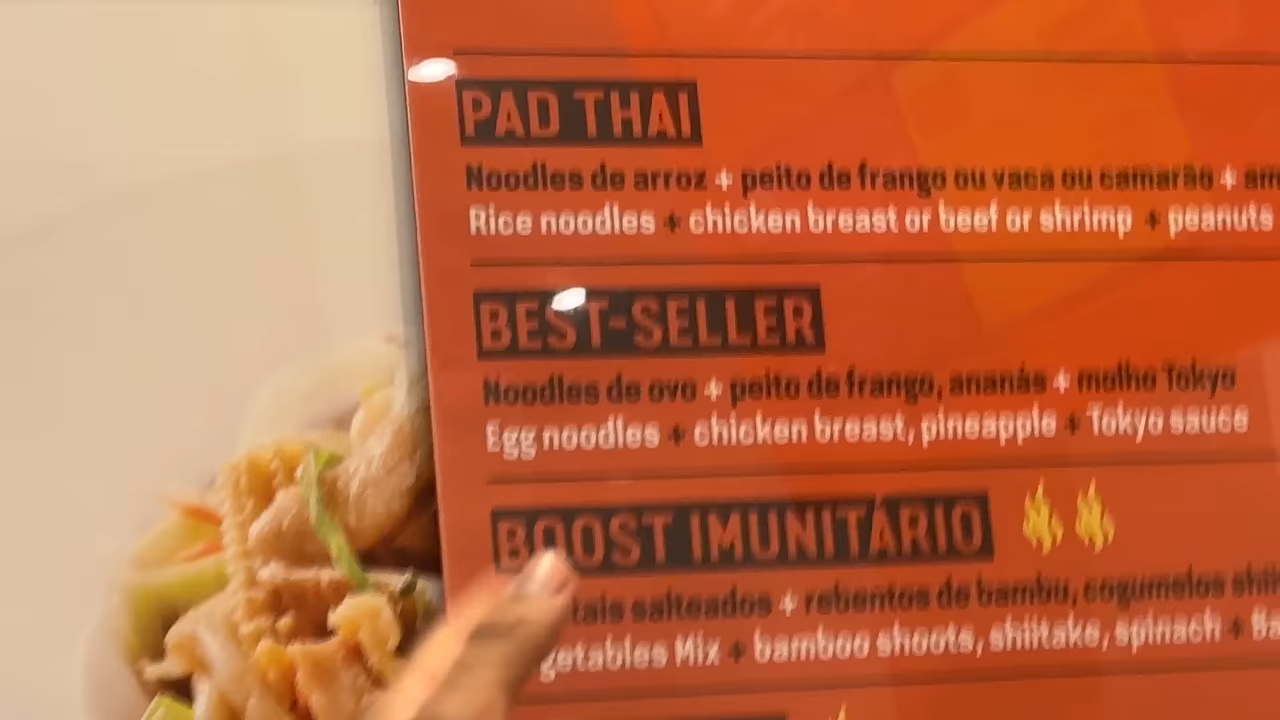 PAD THAI
Noodles de arroz + peito de frango ou vaca ou camarão +
Rice noodles + chicken breast or beef or shrimp + peanuts
BEST-SELLER
Noodles de ovo + peito de frango, ananás + molho Tokyo
Egg noodles + chicken breast, pineapple + Tokyo sauce
BOOST IMUNITÁRIO
salteados + rebentos de bambu, cogumelos
Mix + bamboo shoots, shiitake, spinach +